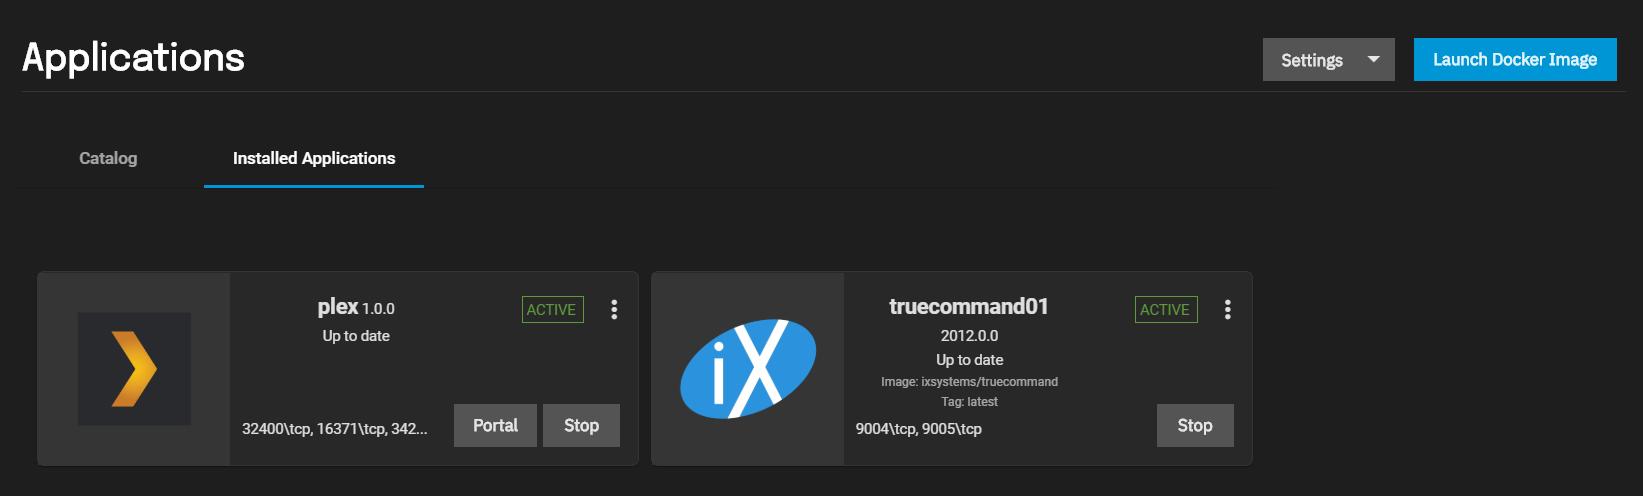 Applications
Settings
Launch Docker Image
Catalog
Installed Applications
plex 1.0.0
ACTIVE
Up to date
32400\tcp, 16371\tcp, 342...
Portal
Stop
iX
truecommand01
ACTIVE
2012.0.0
Up to date
Image: ixsystems/truecommand
Tag: latest
9004\tcp, 9005\tcp
Stop